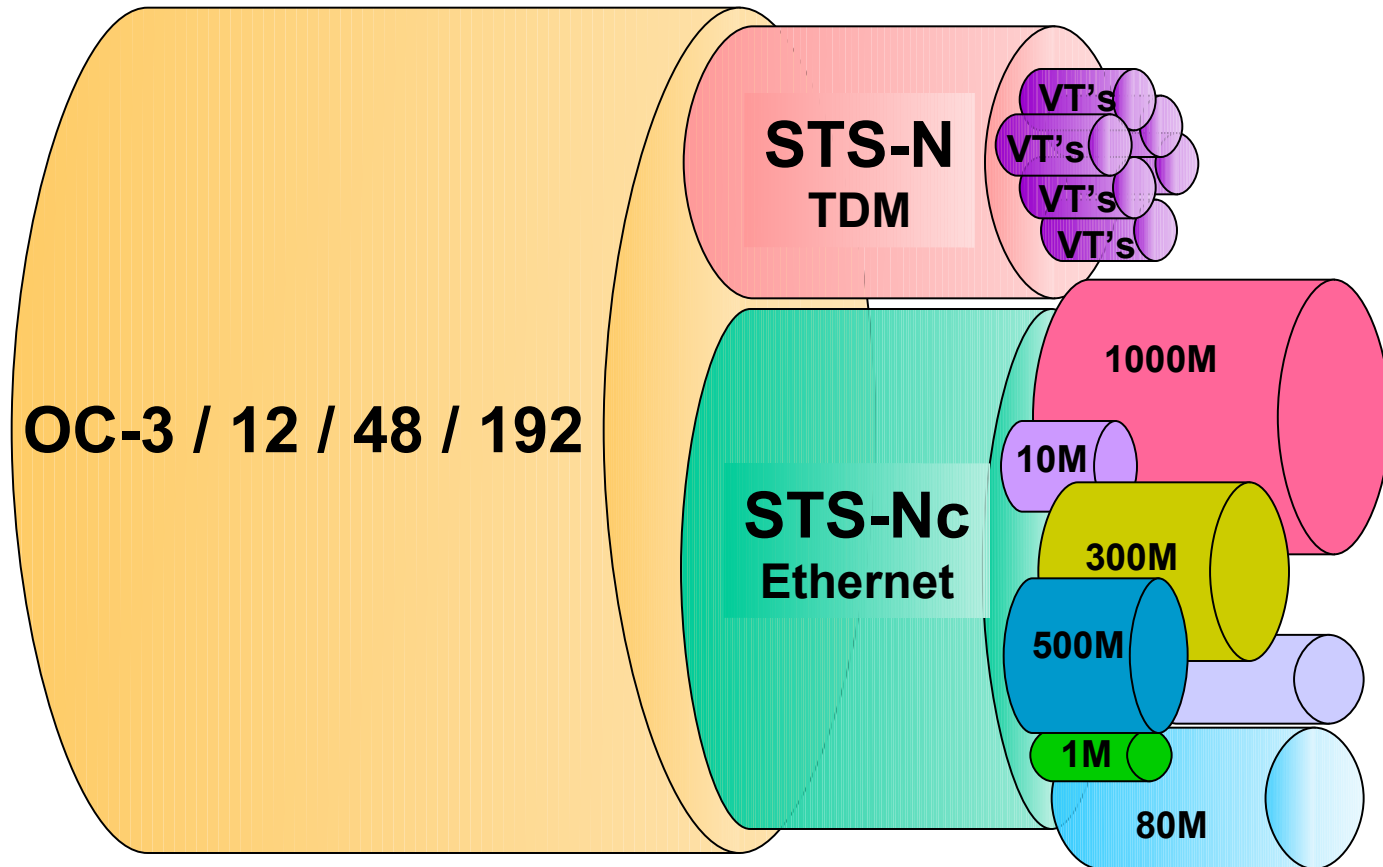 VT's
VT's
VT's
VT's
STS-N
TDM
OC-3 / 12 / 48 / 192
1000M
10M
STS-Nc
Ethernet
300M
500M
1M
80M